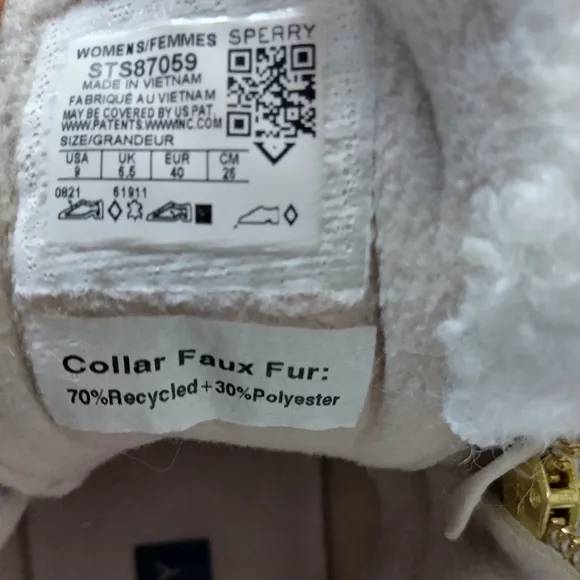 WOMENS/FEMMES SPERRY
STS87059
MADE IN VIETNAM
FABRIQUÉ AU VIETNAM
MAY BE COVERED BY US PAT.
WWW.PATENTS.WWWINC.COM
SIZE/GRANDEUR
USA UK EUR CM
9 6.5 40 26
0821 61911
Collar Faux Fur:
70%Recycled+30%Polyester
Y